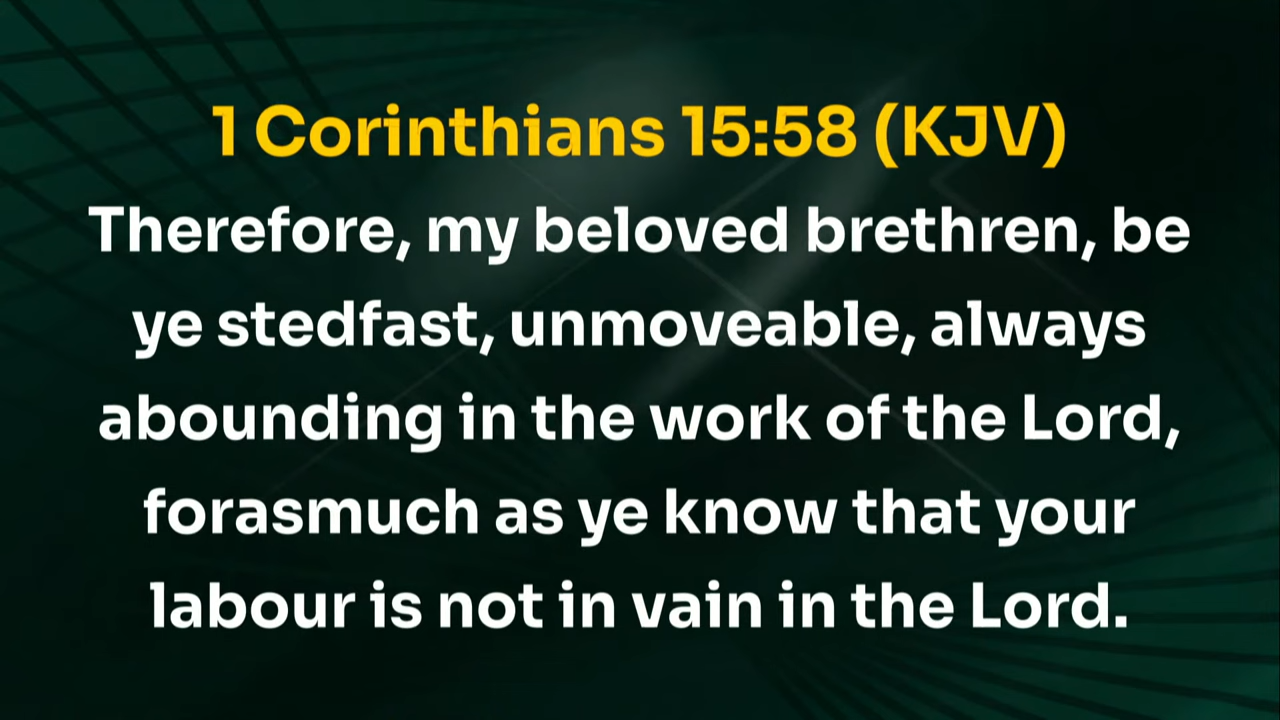 1 Corinthians 15:58 (KJV)
Therefore, my beloved brethren, be
ye stedfast, unmoveable, always
abounding in the work of the Lord,
forasmuch as ye know that your
labour is not in vain in the Lord.